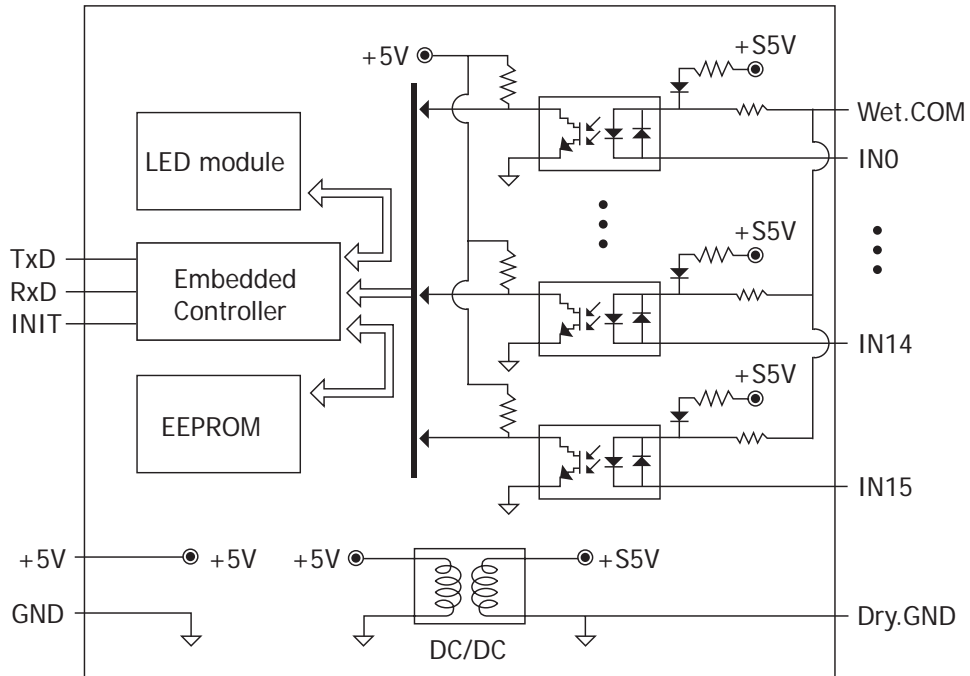 +5V
+S5V
Wet.COM
IN0
LED module
+S5V
TxD
RxD
INIT
Embedded
Controller
IN14
+S5V
EEPROM
IN15
+5V
+5V
+5V
+S5V
GND
DC/DC
Dry.GND